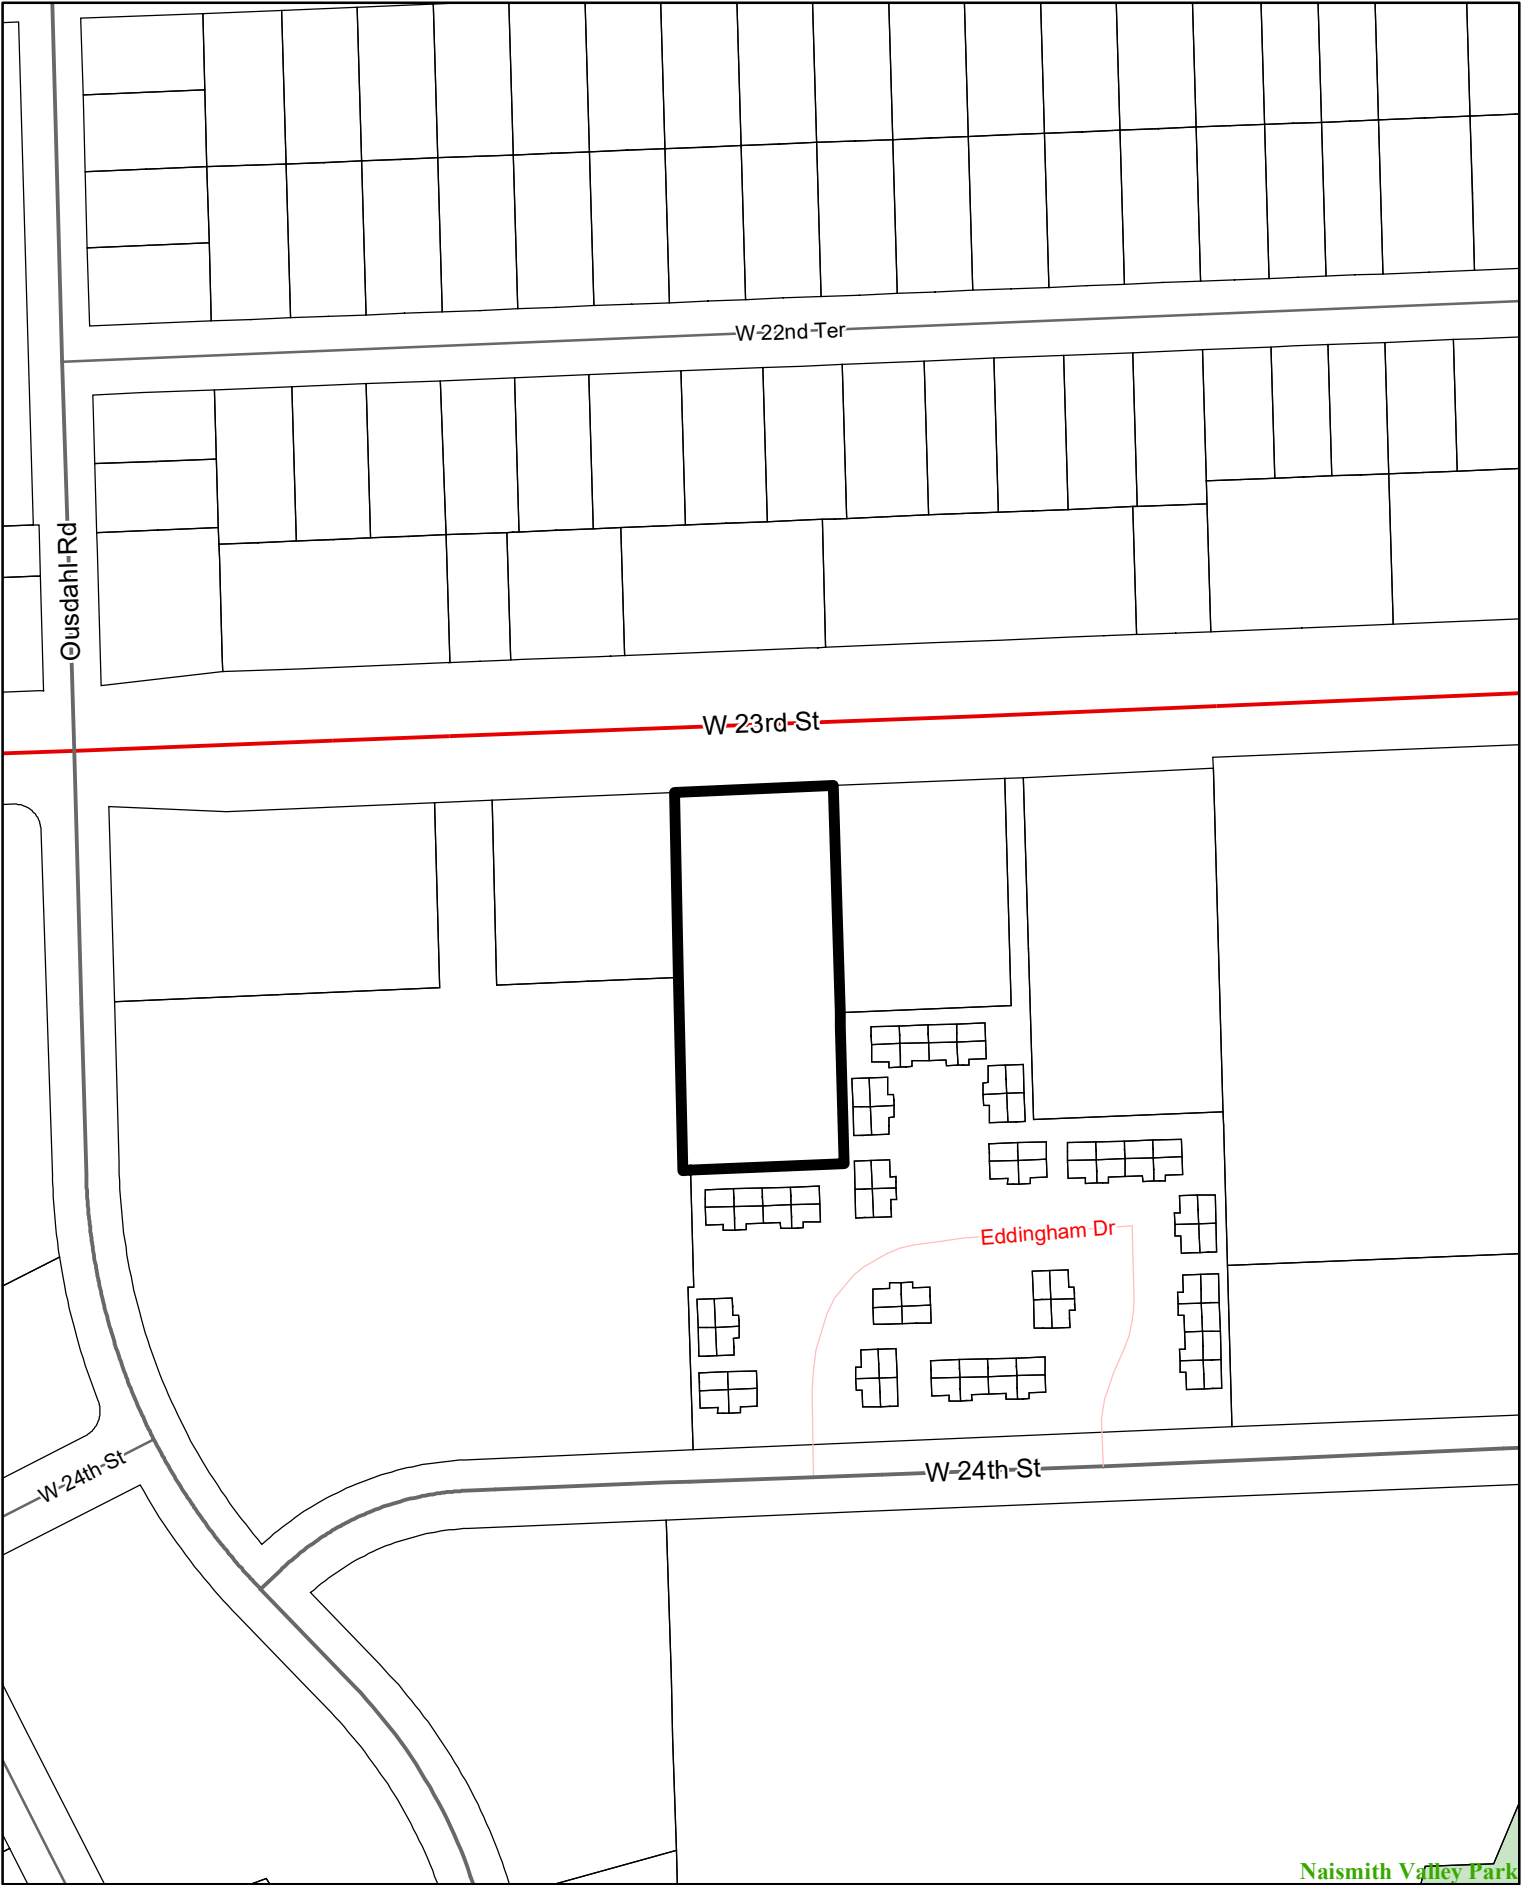 W 22nd Ter
Ousdahl Rd
W 23rd St
Eddingham Dr
W 24th St
W 24th St
Naismith Valley Park